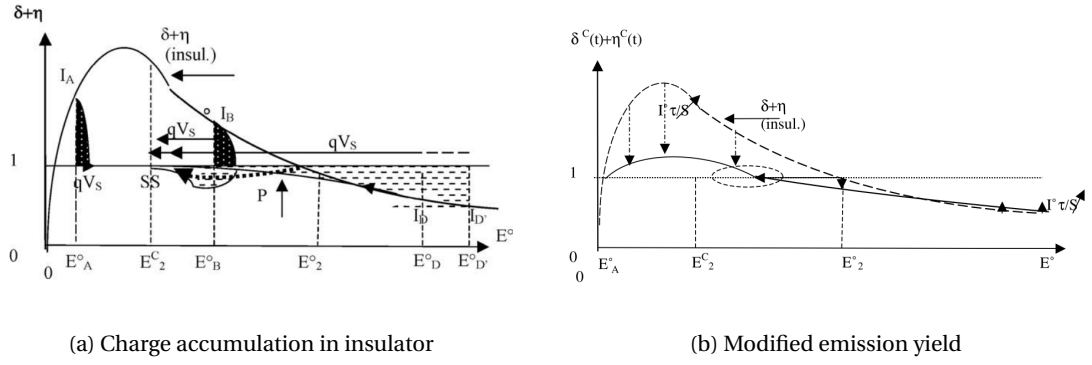 δ+η
δ+η
(insul.)
I_A
I_B
qV_S
qV_S
1
qV_S
SS
P
I_D
I_D'
E°
0
0
E°_A
E^C_2
E°_B
E°_2
E°_D
E°_D'
(a) Charge accumulation in insulator
δ^C(t)+η^C(t)
I° τ/S
δ+η
(insul.)
1
I° τ/S
0
0
E°_A
E^C_2
E°_2
E°
(b) Modified emission yield